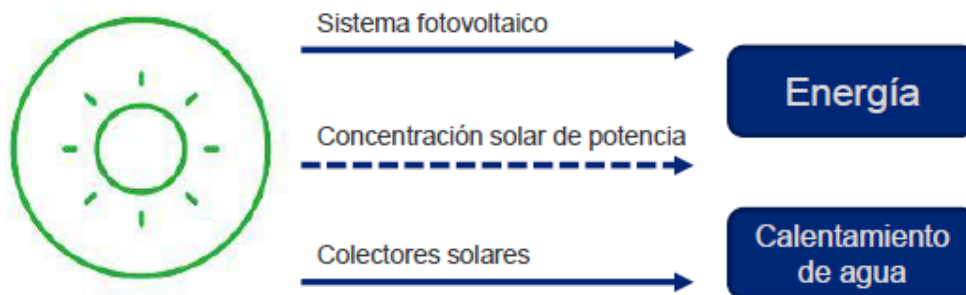 Sistema fotovoltaico
Energía
Concentración solar de potencia
Colectores solares
Calentamiento
de agua